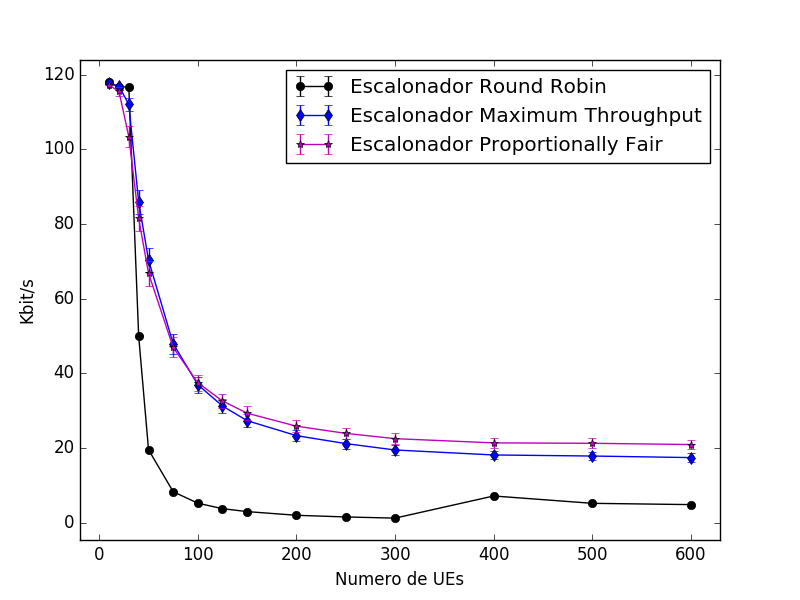 Escalonador Round Robin
Escalonador Maximum Throughput
Escalonador Proportionally Fair
120
100
80
60
40
20
0
Kbit/s
0 100 200 300 400 500 600
Numero de UEs